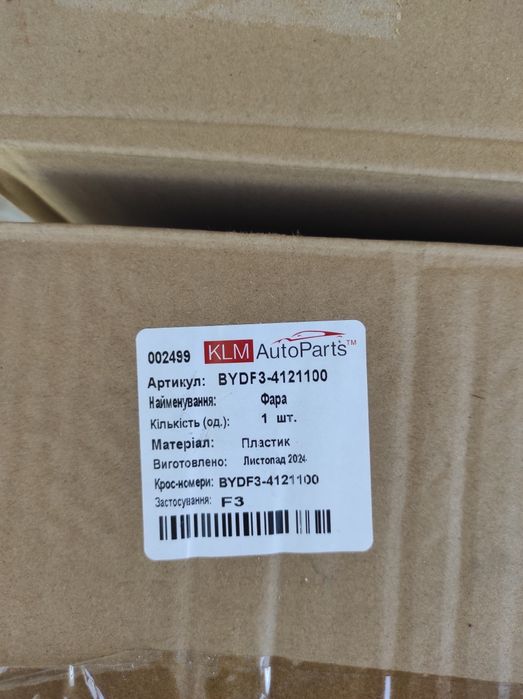 002499 KLM AutoParts™
Артикул: BYDF3-4121100
Найменування: Фара
Кількість (од.): 1 шт.
Матеріал: Пластик
Виготовлено: Листопад 2024
Крос-номери: BYDF3-4121100
Застосування: F3